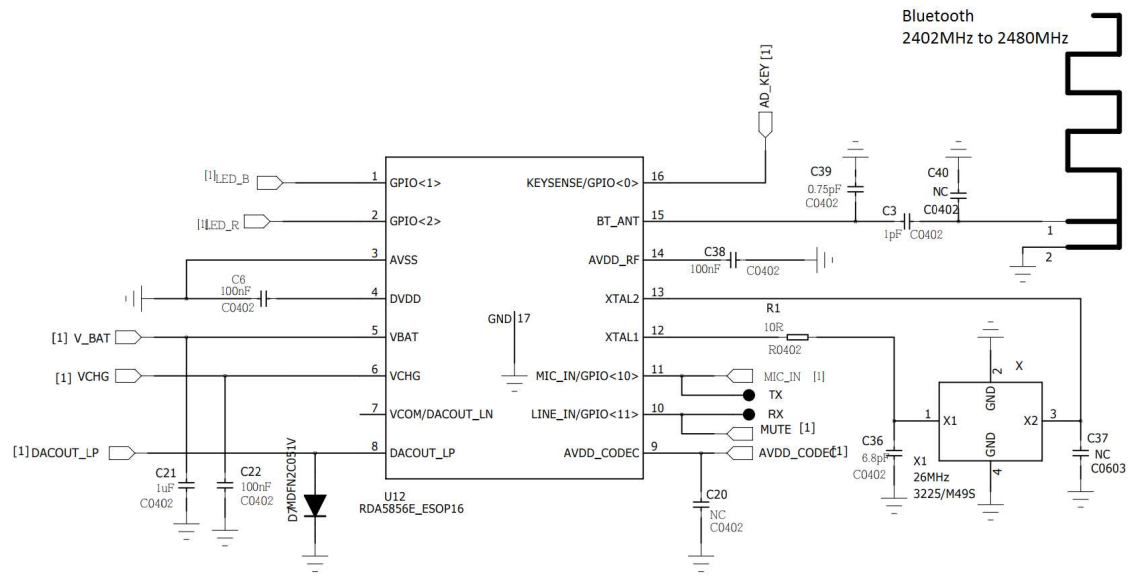 Bluetooth
2402MHz to 2480MHz
AD_KEY [1]
[1]LED_B
1
GPIO<1>
KEYSENSE/GPIO<0>
16
C39
0.75pF
C0402
C40
NC
C0402
[1]LED_R
2
GPIO<2>
BT_ANT
15
C3
1pF
C0402
1
2
3
AVSS
AVDD_RF
14
C38
100nF
C0402
C6
100nF
C0402
4
DVDD
XTAL2
13
GND
17
R1
10R
R0402
[1] V_BAT
5
VBAT
XTAL1
12
[1] VCHG
6
VCHG
MIC_IN/GPIO<10>
11
MIC_IN [1]
TX
7
VCOM/DACOUT_LN
LINE_IN/GPIO<11>
10
RX
MUTE [1]
[1]DACOUT_LP
8
DACOUT_LP
AVDD_CODEC
9
AVDD_CODEC[1]
2
X
GND
1
X1
X2
3
GND
4
C36
6.8pF
C0402
X1
26MHz
3225/M49S
C37
NC
C0603
C21
1uF
C0402
C22
100nF
C0402
D7
MDFN2C051V
U12
RDA5856E_ESOP16
C20
NC
C0402